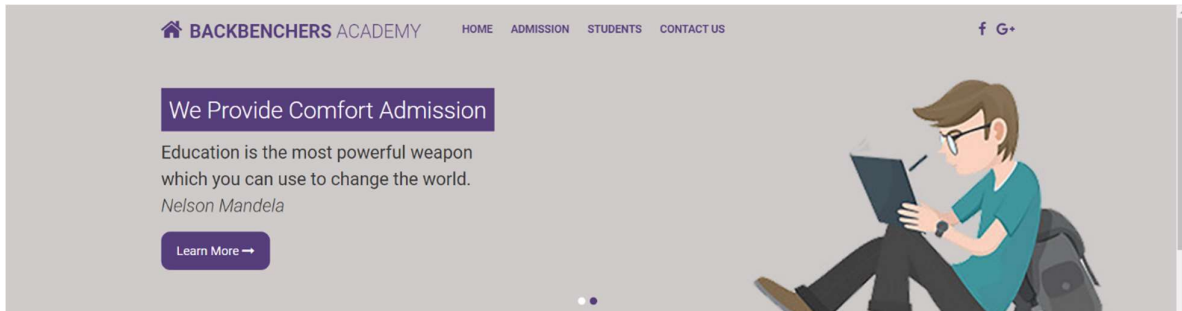 BACKBENCHERS ACADEMY HOME ADMISSION STUDENTS CONTACT US f G+
We Provide Comfort Admission
Education is the most powerful weapon
which you can use to change the world.
Nelson Mandela
Learn More →